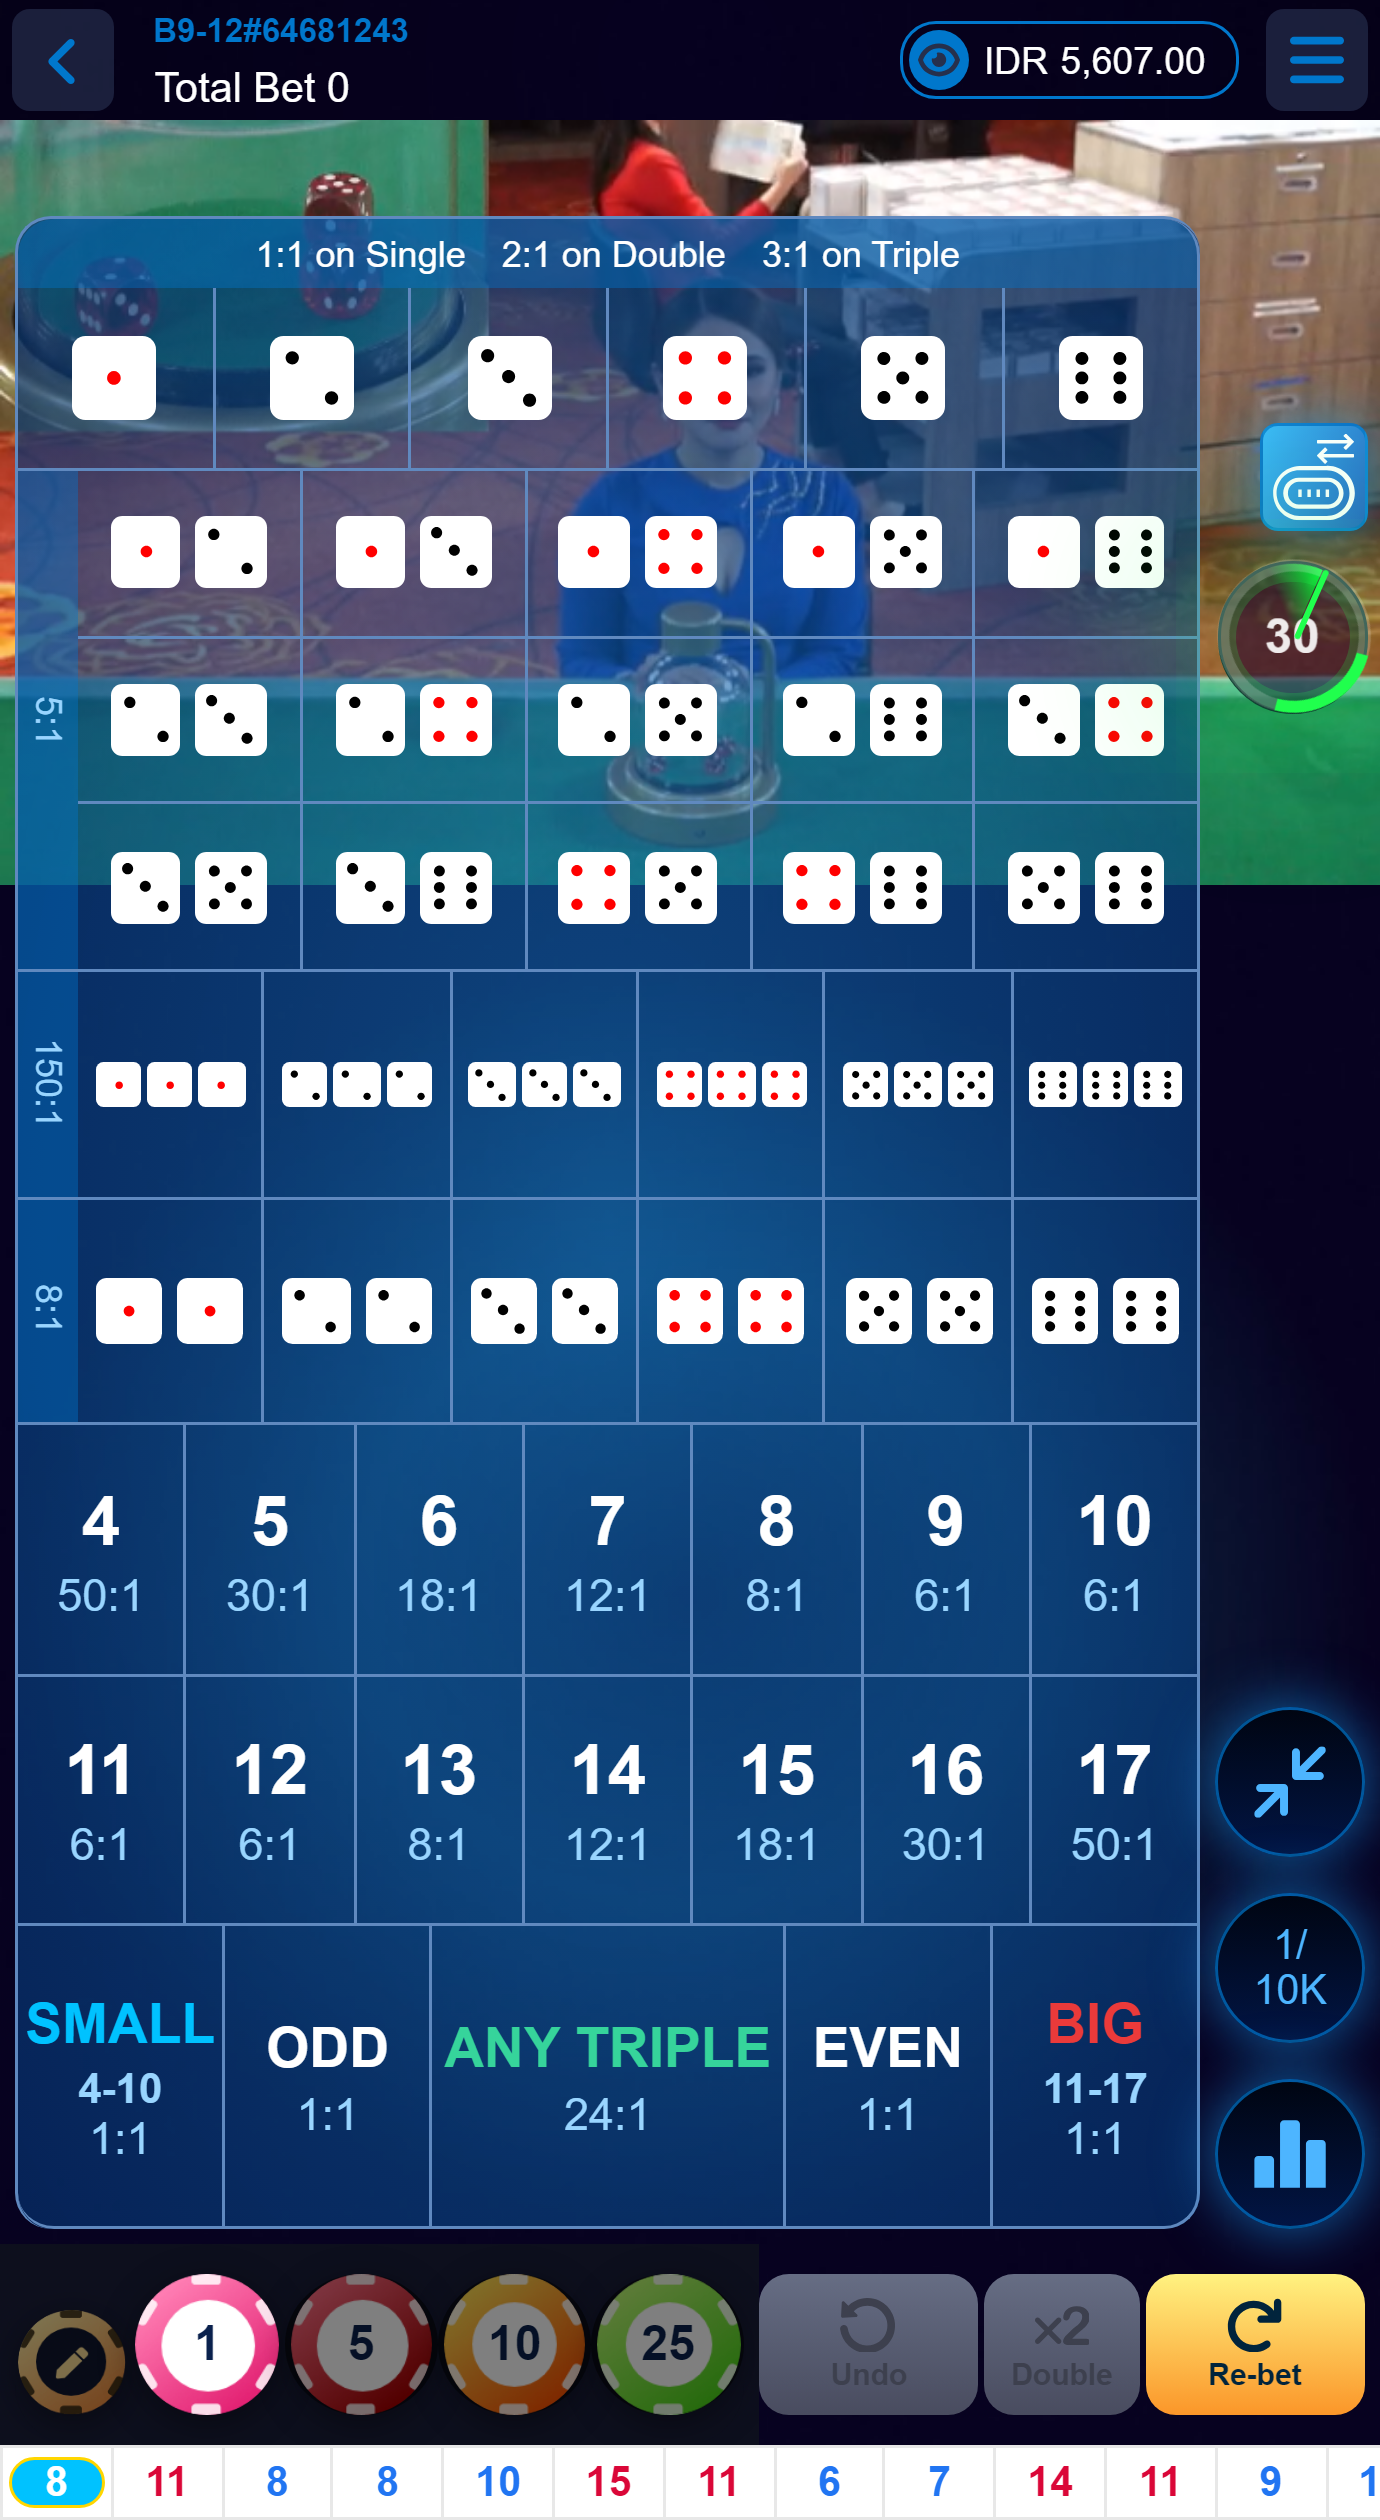 B9-12#64681243
Total Bet 0
IDR 5,607.00
1:1 on Single 2:1 on Double 3:1 on Triple
30
5:1
150:1
8:1
4 5 6 7 8 9 10
50:1 30:1 18:1 12:1 8:1 6:1 6:1
11 12 13 14 15 16 17
6:1 6:1 8:1 12:1 18:1 30:1 50:1
SMALL
4-10
1:1
ODD
1:1
ANY TRIPLE
24:1
EVEN
1:1
BIG
11-17
1:1
1/
10K
1 5 10 25
Undo
x2
Double
Re-bet
8 11 8 8 10 15 11 6 7 14 11 9